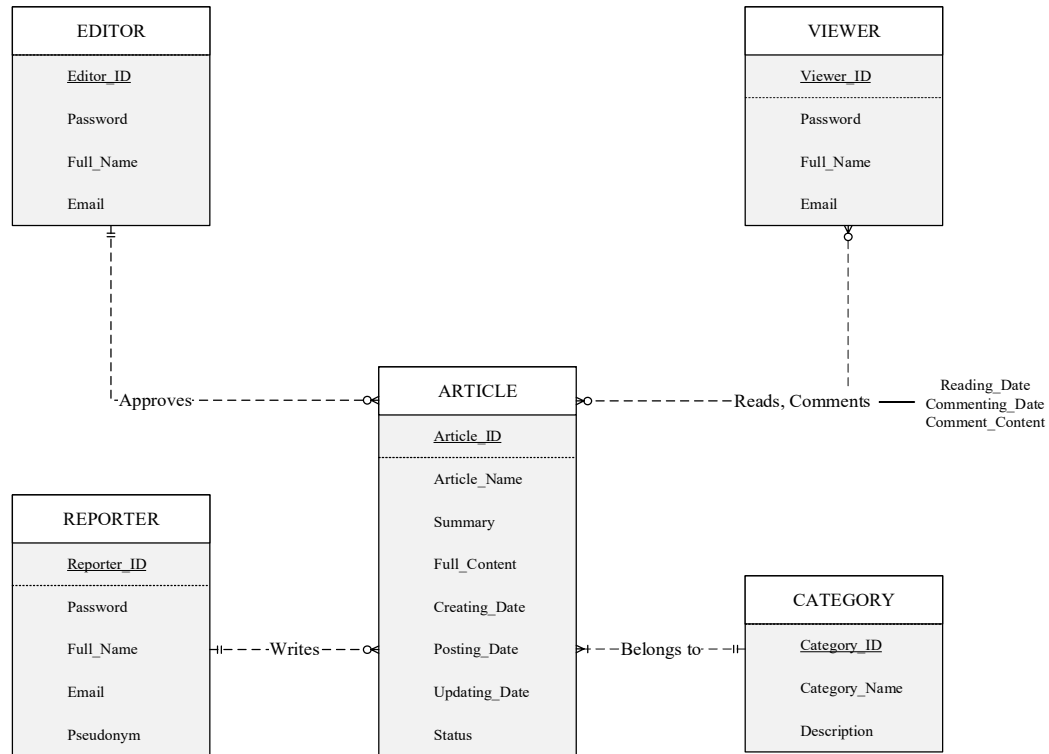 EDITOR
Editor_ID
Password
Full_Name
Email
VIEWER
Viewer_ID
Password
Full_Name
Email
Approves
ARTICLE
Article_ID
Article_Name
Summary
Full_Content
Creating_Date
Posting_Date
Updating_Date
Status
Reads, Comments
Reading_Date
Commenting_Date
Comment_Content
REPORTER
Reporter_ID
Password
Full_Name
Email
Pseudonym
Writes
Belongs to
CATEGORY
Category_ID
Category_Name
Description